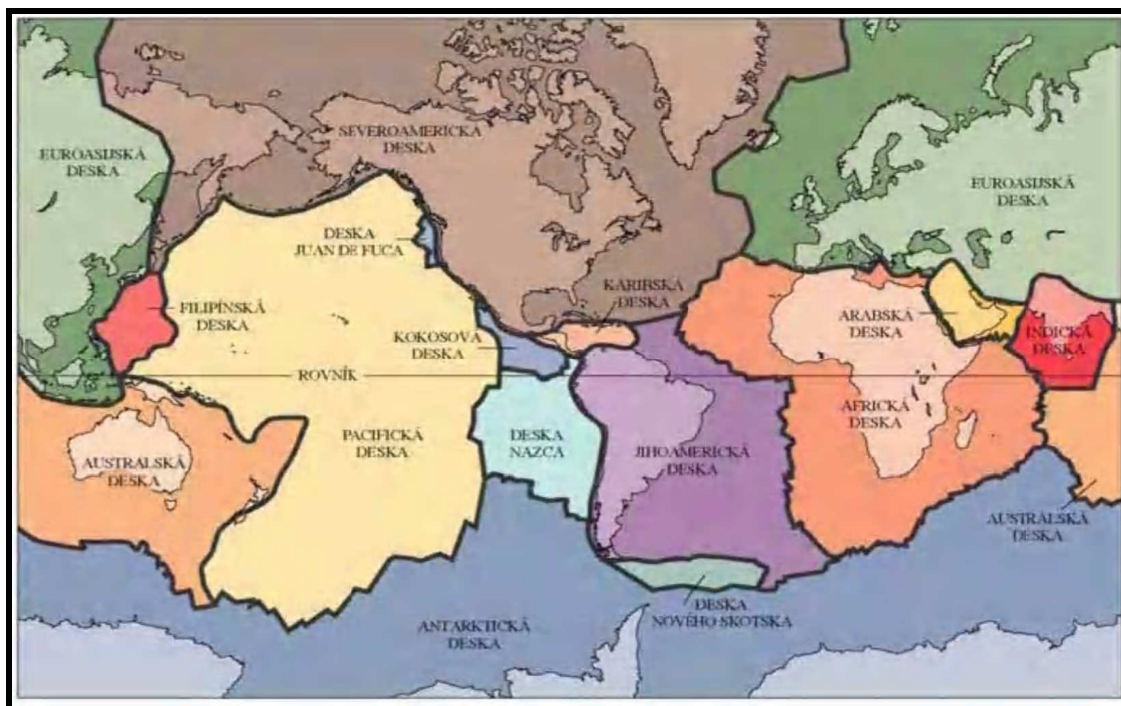 SEVEROAMERICKÁ
DESKA
EUROASIJSKÁ
DESKA
EUROASIJSKÁ
DESKA
DESKA
JUAN DE FUCA
KARIBSKÁ
DESKA
FILIPÍNSKÁ
DESKA
ARABSKÁ
DESKA
INDICKÁ
DESKA
KOKOSOVA
DESKA
ROVNÍK
AFRICKÁ
DESKA
PACIFICKÁ
DESKA
DESKA
NAZCA
JIHOAMERICKÁ
DESKA
AUSTRALSKÁ
DESKA
AUSTRALSKÁ
DESKA
DESKA
NOVÉHO SKOTSKA
ANTARKTICKÁ
DESKA